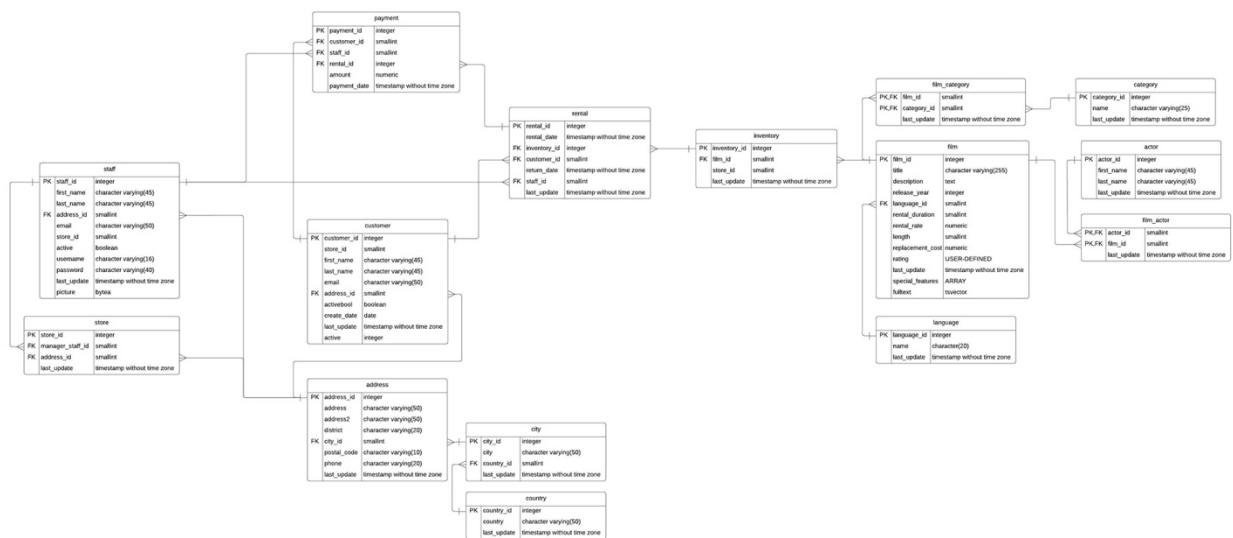 payment
PK payment_id integer
FK customer_id smallint
FK staff_id smallint
FK rental_id integer
amount numeric
payment_date timestamp without time zone
rental
PK rental_id integer
rental_date timestamp without time zone
FK inventory_id integer
FK customer_id smallint
return_date timestamp without time zone
FK staff_id smallint
last_update timestamp without time zone
inventory
PK inventory_id integer
FK film_id smallint
store_id smallint
last_update timestamp without time zone
film_category
PK,FK film_id smallint
PK,FK category_id smallint
last_update timestamp without time zone
category
PK category_id integer
name character varying(25)
last_update timestamp without time zone
film
PK film_id integer
title character varying(255)
description text
release_year integer
FK language_id smallint
rental_duration smallint
rental_rate numeric
length smallint
replacement_cost numeric
rating USER-DEFINED
last_update timestamp without time zone
special_features ARRAY
fulltext tsvector
actor
PK actor_id integer
first_name character varying(45)
last_name character varying(45)
last_update timestamp without time zone
film_actor
PK,FK actor_id smallint
PK,FK film_id smallint
last_update timestamp without time zone
language
PK language_id integer
name character(20)
last_update timestamp without time zone
staff
PK staff_id integer
first_name character varying(45)
last_name character varying(45)
FK address_id smallint
email character varying(50)
store_id smallint
active boolean
username character varying(16)
password character varying(40)
last_update timestamp without time zone
picture bytea
customer
PK customer_id integer
store_id smallint
first_name character varying(45)
last_name character varying(45)
email character varying(50)
FK address_id smallint
activebool boolean
create_date date
last_update timestamp without time zone
active integer
store
PK store_id integer
FK manager_staff_id smallint
FK address_id smallint
last_update timestamp without time zone
address
PK address_id integer
address character varying(50)
address2 character varying(50)
district character varying(20)
FK city_id smallint
postal_code character varying(10)
phone character varying(20)
last_update timestamp without time zone
city
PK city_id integer
city character varying(50)
FK country_id smallint
last_update timestamp without time zone
country
PK country_id integer
country character varying(50)
last_update timestamp without time zone